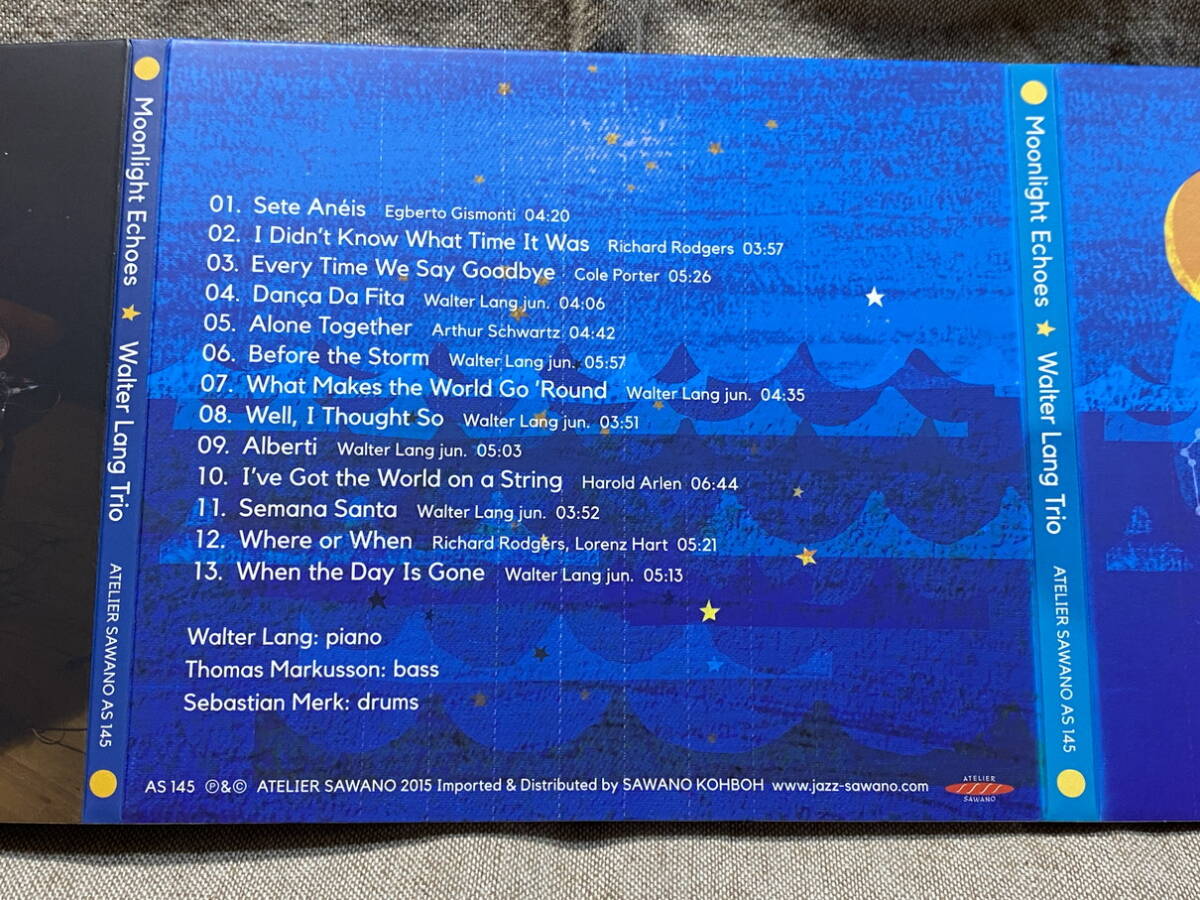 Moonlight Echoes ★ Walter Lang Trio ATELIER SAWANO AS 145
01. Sete Anéis Egberto Gismonti 04:20
02. I Didn't Know What Time It Was Richard Rodgers 03:57
03. Every Time We Say Goodbye Cole Porter 05:26
04. Dança Da Fita Walter Lang jun. 04:06
05. Alone Together Arthur Schwartz 04:42
06. Before the Storm Walter Lang jun. 05:57
07. What Makes the World Go 'Round Walter Lang jun. 04:35
08. Well, I Thought So Walter Lang jun. 03:51
09. Alberti Walter Lang jun. 05:03
10. I've Got the World on a String Harold Arlen 06:44
11. Semana Santa Walter Lang jun. 03:52
12. Where or When Richard Rodgers, Lorenz Hart 05:21
13. When the Day Is Gone Walter Lang jun. 05:13
Walter Lang: piano
Thomas Markusson: bass
Sebastian Merk: drums
AS 145 ℗&© ATELIER SAWANO 2015 Imported & Distributed by SAWANO KOHBOH www.jazz-sawano.com
ATELIER
SAWANO
Moonlight Echoes ★ Walter Lang Trio ATELIER SAWANO AS 145